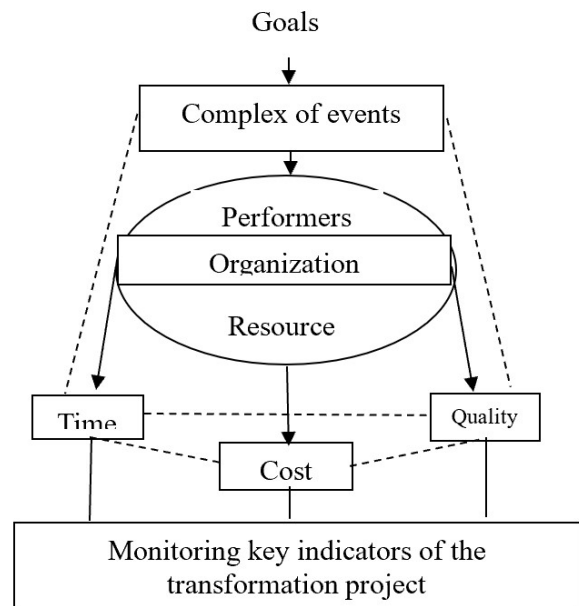 Goals
Complex of events
Performers
Organization
Resource
Time
Quality
Cost
Monitoring key indicators of the
transformation project